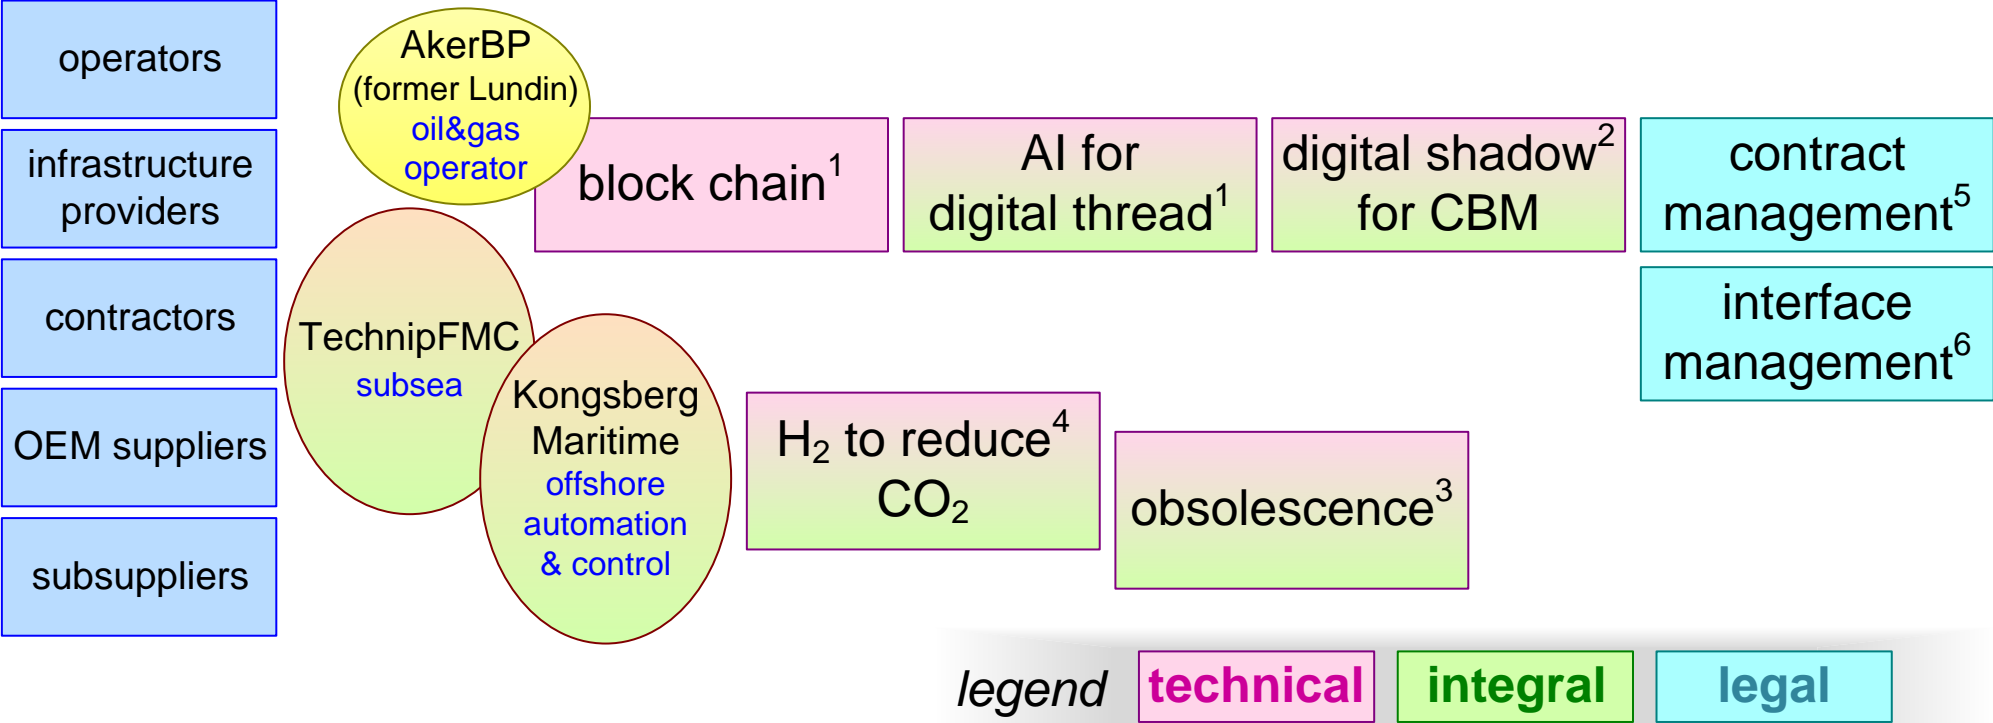 operators
infrastructure
providers
contractors
OEM suppliers
subsuppliers
AkerBP
(former Lundin)
oil&gas
operator
TechnipFMC
subsea
Kongsberg
Maritime
offshore
automation
& control
block chain¹
AI for
digital thread¹
digital shadow²
for CBM
contract
management⁵
interface
management⁶
H₂ to reduce⁴
CO₂
obsolescence³
legend
technical
integral
legal